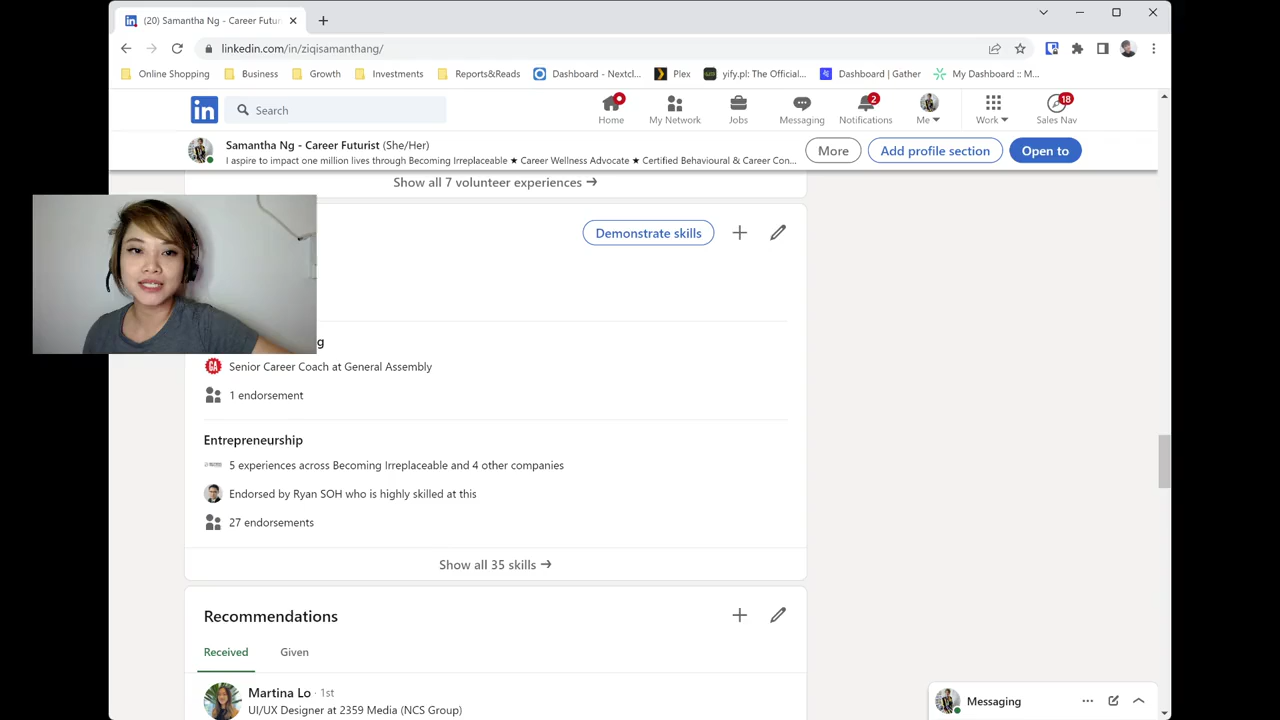 (20) Samantha Ng - Career Futur
linkedin.com/in/ziqisamanthang/
Online Shopping
Business
Growth
Investments
Reports&Reads
Dashboard - Nextcl...
Plex
yify.pl: The Official...
Dashboard | Gather
My Dashboard :: M...
in
Search
Home
My Network
Jobs
Messaging
2
Notifications
Me
Work
18
Sales Nav
Samantha Ng - Career Futurist (She/Her)
I aspire to impact one million lives through Becoming Irreplaceable ★ Career Wellness Advocate ★ Certified Behavioural & Career Con...
More
Add profile section
Open to
Show all 7 volunteer experiences →
Demonstrate skills
g
GA
Senior Career Coach at General Assembly
1 endorsement
Entrepreneurship
5 experiences across Becoming Irreplaceable and 4 other companies
Endorsed by Ryan SOH who is highly skilled at this
27 endorsements
Show all 35 skills →
Recommendations
Received
Given
Martina Lo · 1st
UI/UX Designer at 2359 Media (NCS Group)
Messaging